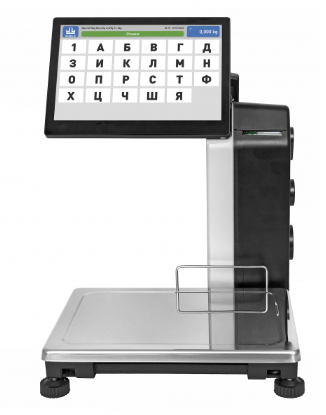 0,000 kg
1 А Б В Г Д
З И К Л М Н
О П Р С Т Ф
Х Ц Ч Ш Я